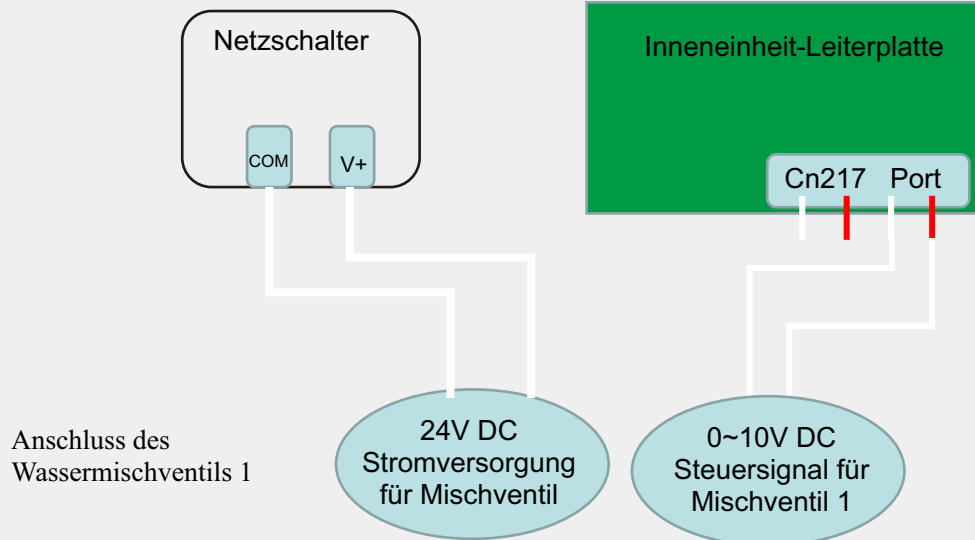 Netzschalter
Inneneinheit-Leiterplatte
COM
V+
Cn217 Port
Anschluss des
Wassermischventils 1
24V DC
Stromversorgung
für Mischventil
0~10V DC
Steuersignal für
Mischventil 1